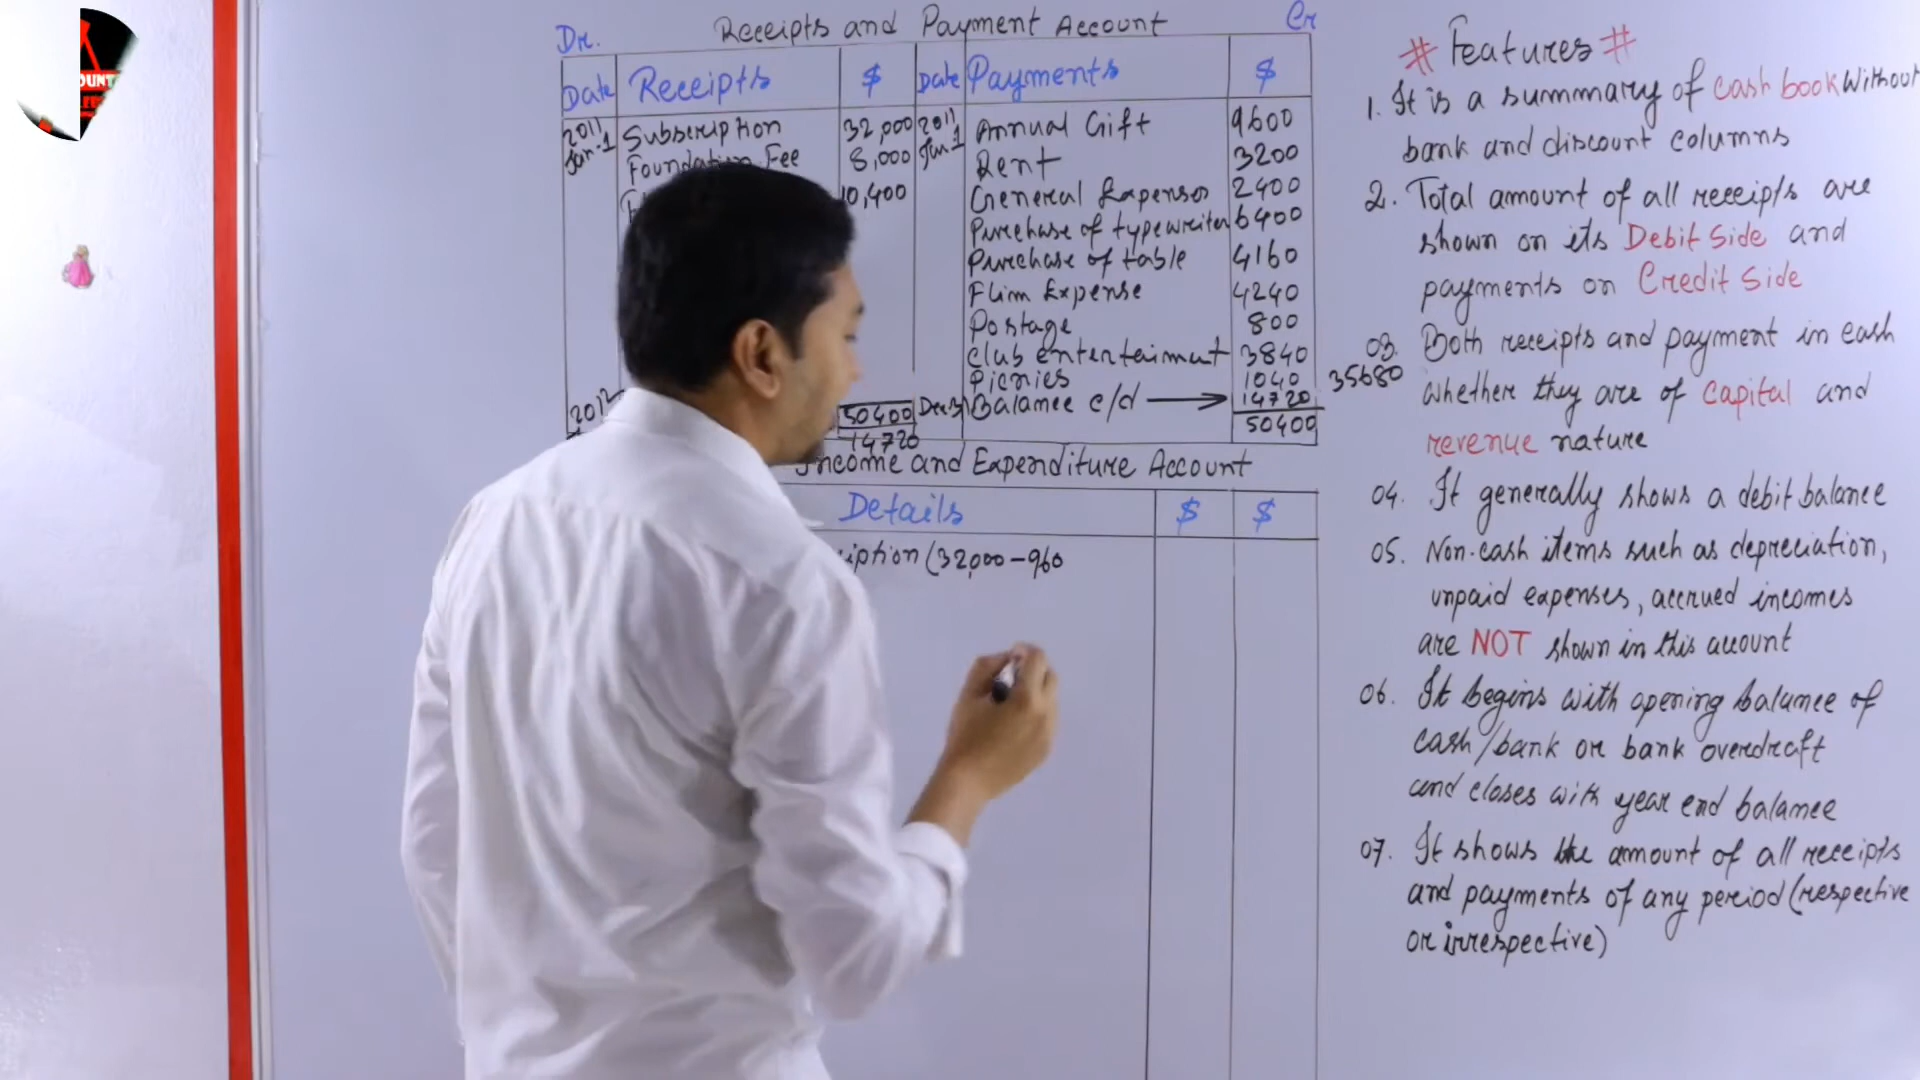 OUNT
Receipts and Payment Account
Dr.
Cr
Date Receipts $ Date Payments $
2011 Subscription 32,000 2011 Annual Gift 9600
Jan-1 Foundation Fee 8,000 Jan-1 Rent 3200
10,400 General Expenses 2400
Purchase of typewriter 6400
Purchase of table 4160
Flim Expense 4240
Postage 800
club entertaiment 3840
Picnics 1040 35680
2012 50400 Dec-31 Balance c/d 14720
14720 50400
Income and Expenditure Account
Details $ $
iption (32,000-960
# Features #
1. It is a summary of cash book without
bank and discount columns
2. Total amount of all receipts are
shown on its Debit Side and
payments on Credit Side
03. Both receipts and payment in cash
whether they are of capital and
revenue nature
04. It generally shows a debit balance
05. Non-cash items such as depreciation,
unpaid expenses, accrued incomes
are NOT shown in this account
06. It begins with opening balance of
cash/bank or bank overdraft
and closes with year end balance
07. It shows the amount of all receipts
and payments of any period (respective
or irrespective)